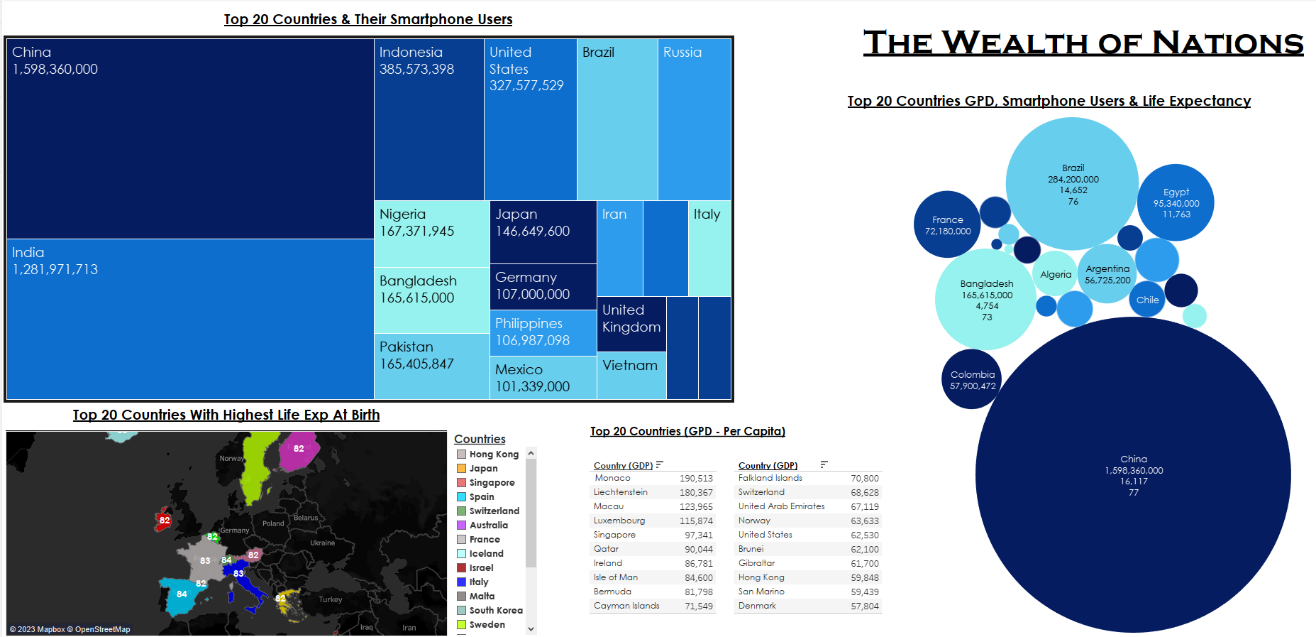 Top 20 Countries & Their Smartphone Users
The Wealth of Nations
China
1,598,360,000
Indonesia
385,573,398
United
States
327,577,529
Brazil
Russia
India
1,281,971,713
Nigeria
167,371,945
Bangladesh
165,615,000
Pakistan
165,405,847
Japan
146,649,600
Germany
107,000,000
Philippines
106,987,098
Mexico
101,339,000
Iran
Italy
United
Kingdom
Vietnam
Top 20 Countries GPD, Smartphone Users & Life Expectancy
Brazil
284,200,000
14,652
76
Egypt
95,340,000
11,763
France
72,180,000
Algeria
Argentina
56,725,200
Bangladesh
165,615,000
4,754
73
Chile
Colombia
57,900,472
China
1,598,360,000
16,117
77
Top 20 Countries With Highest Life Exp At Birth
Norway
82
82
Belarus
Poland
Germany
82
Ukraine
83
84
82
83
82
84
82
Turkey
Iraq
Iran
© 2023 Mapbox © OpenStreetMap
Countries
Hong Kong
Japan
Singapore
Spain
Switzerland
Australia
France
Iceland
Israel
Italy
Malta
South Korea
Sweden
Top 20 Countries (GPD - Per Capita)
Country (GDP)
Monaco 190,513
Liechtenstein 180,367
Macau 123,965
Luxembourg 115,874
Singapore 97,341
Qatar 90,044
Ireland 86,781
Isle of Man 84,600
Bermuda 81,798
Cayman Islands 71,549
Country (GDP)
Falkland Islands 70,800
Switzerland 68,628
United Arab Emirates 67,119
Norway 63,633
United States 62,530
Brunei 62,100
Gibraltar 61,700
Hong Kong 59,848
San Marino 59,439
Denmark 57,804